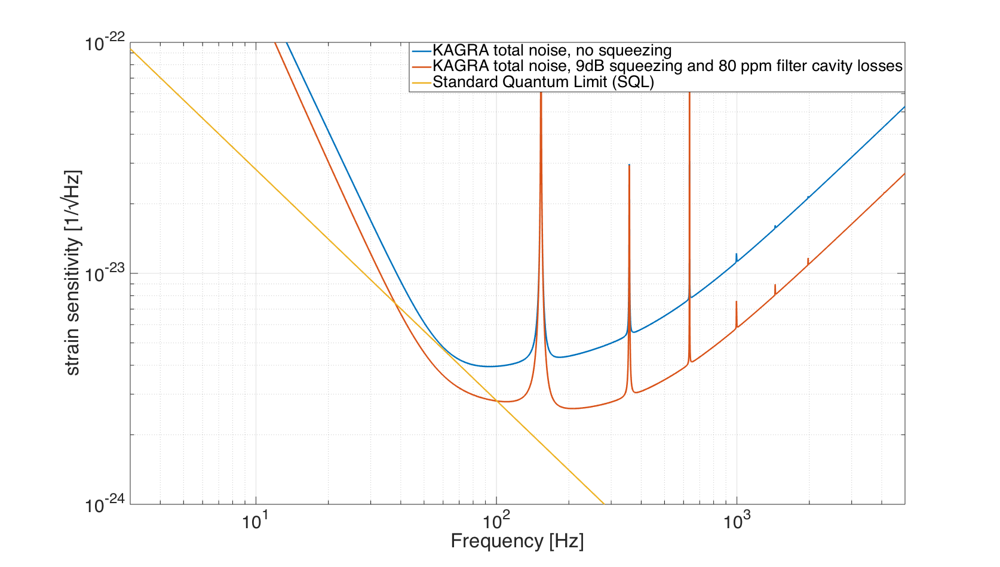 KAGRA total noise, no squeezing
KAGRA total noise, 9dB squeezing and 80 ppm filter cavity losses
Standard Quantum Limit (SQL)
10^-22
10^-23
10^-24
strain sensitivity [1/√Hz]
10^1 10^2 10^3
Frequency [Hz]